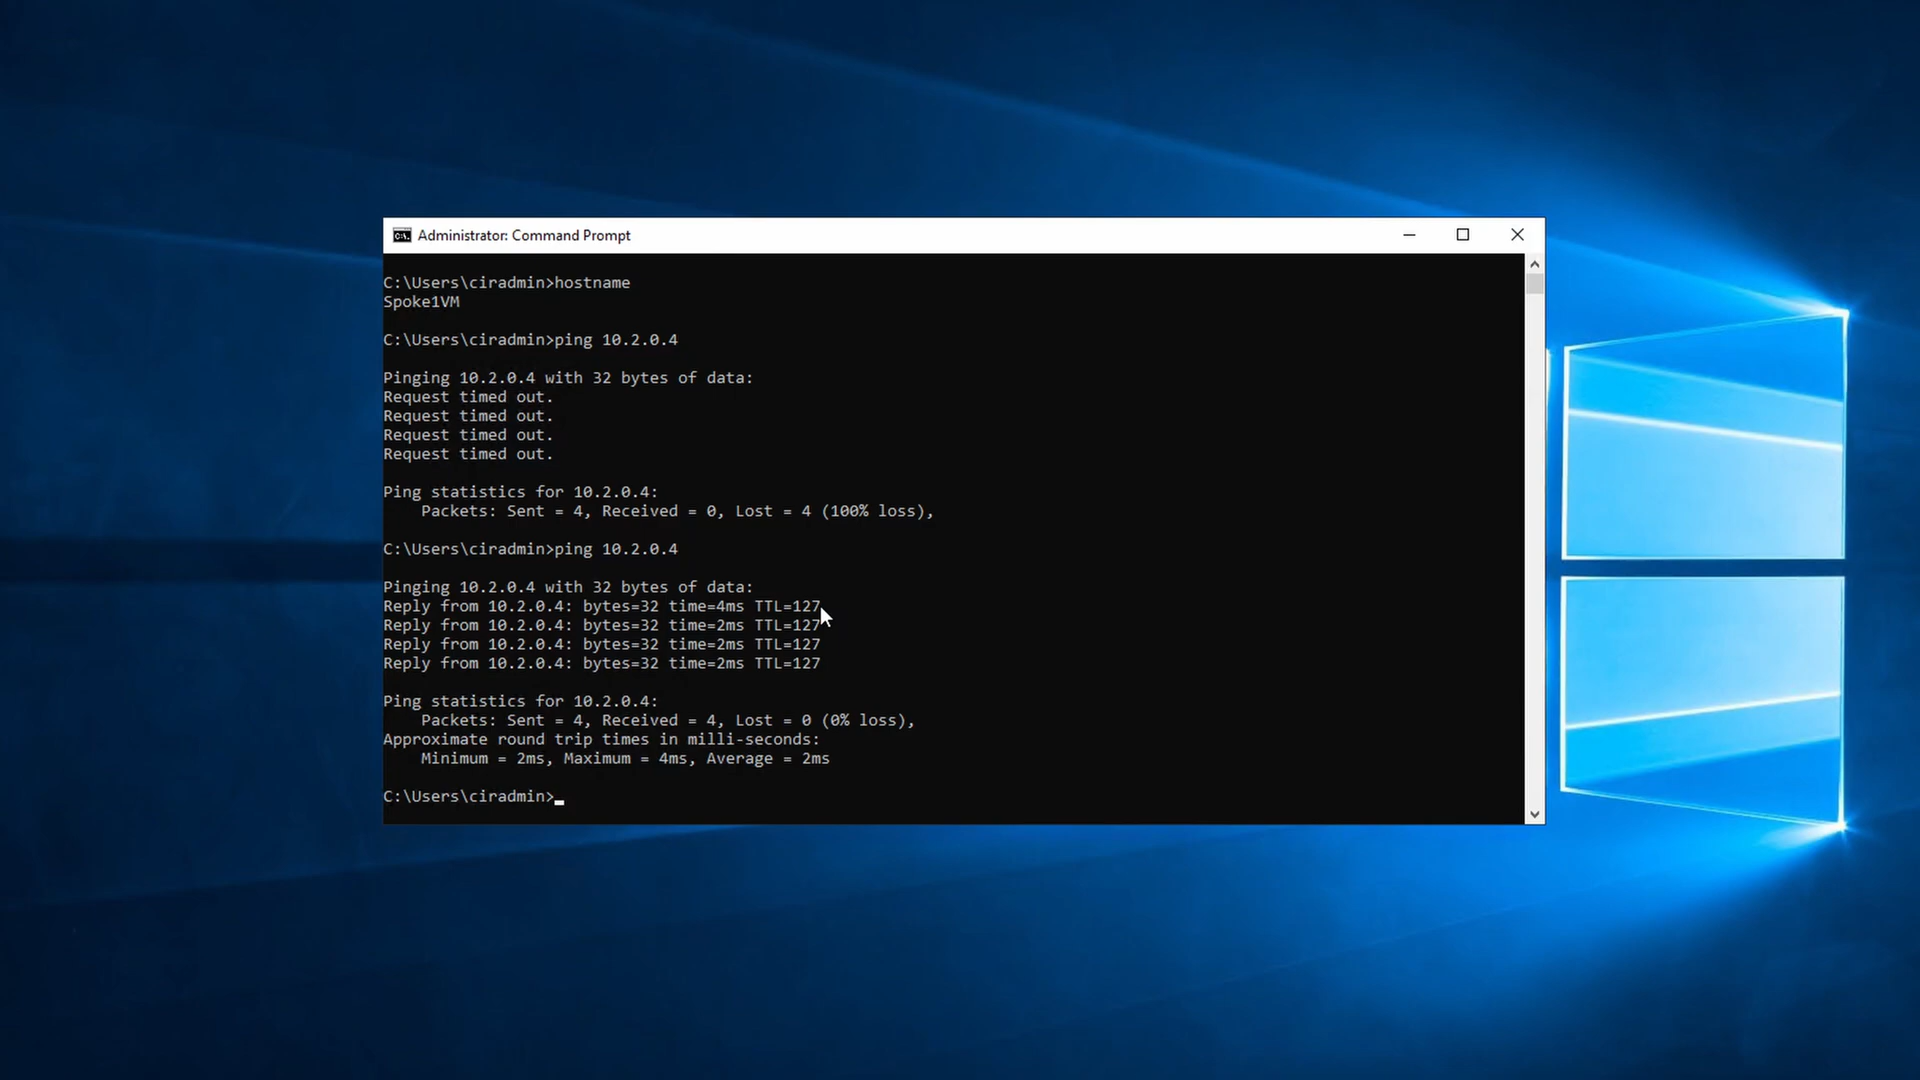 Administrator: Command Prompt
C:\Users\ciradmin>hostname
Spoke1VM
C:\Users\ciradmin>ping 10.2.0.4
Pinging 10.2.0.4 with 32 bytes of data:
Request timed out.
Request timed out.
Request timed out.
Request timed out.
Ping statistics for 10.2.0.4:
    Packets: Sent = 4, Received = 0, Lost = 4 (100% loss),
C:\Users\ciradmin>ping 10.2.0.4
Pinging 10.2.0.4 with 32 bytes of data:
Reply from 10.2.0.4: bytes=32 time=4ms TTL=127
Reply from 10.2.0.4: bytes=32 time=2ms TTL=127
Reply from 10.2.0.4: bytes=32 time=2ms TTL=127
Reply from 10.2.0.4: bytes=32 time=2ms TTL=127
Ping statistics for 10.2.0.4:
    Packets: Sent = 4, Received = 4, Lost = 0 (0% loss),
Approximate round trip times in milli-seconds:
    Minimum = 2ms, Maximum = 4ms, Average = 2ms
C:\Users\ciradmin>